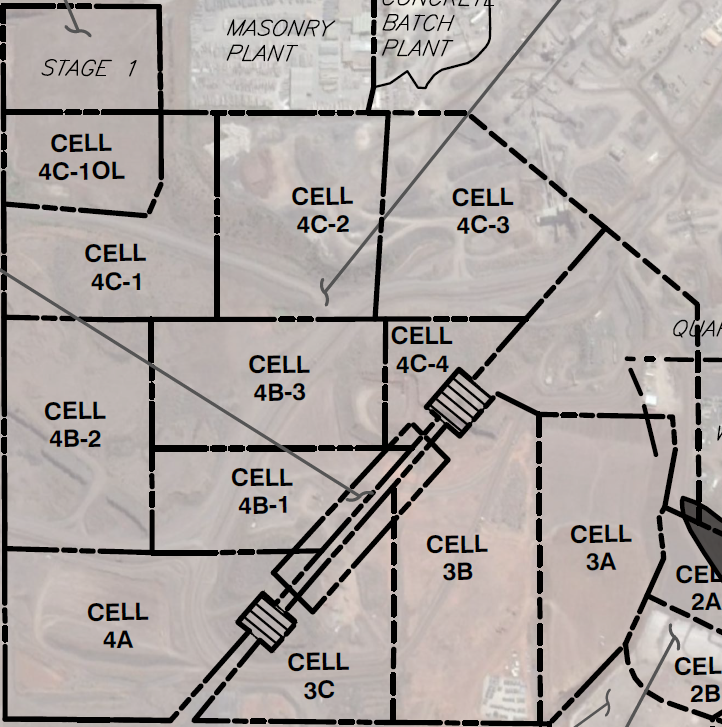 CONCRETE
MASONRY
BATCH
PLANT
PLANT
STAGE 1
CELL
4C-1OL
CELL
4C-2
CELL
4C-3
CELL
4C-1
CELL
4C-4
CELL
4B-3
CELL
4B-2
CELL
4B-1
CELL
3B
CELL
3A
CELL
4A
CELL
3C
2A
2B